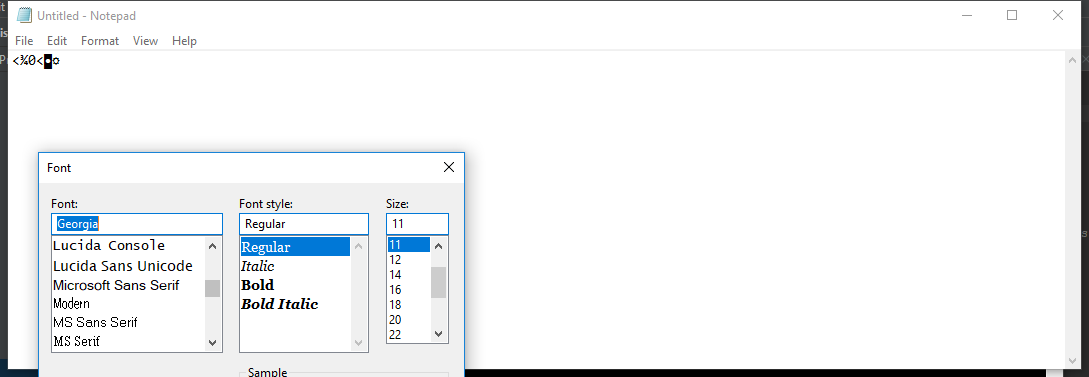 Untitled - Notepad
File Edit Format View Help
<¾0<◘☼
Font
Font: Font style: Size:
Georgia Regular 11
Lucida Console Regular 11
Lucida Sans Unicode Italic 12
Microsoft Sans Serif Bold 14
Modern Bold Italic 16
MS Sans Serif 18
MS Serif 20
22
Sample